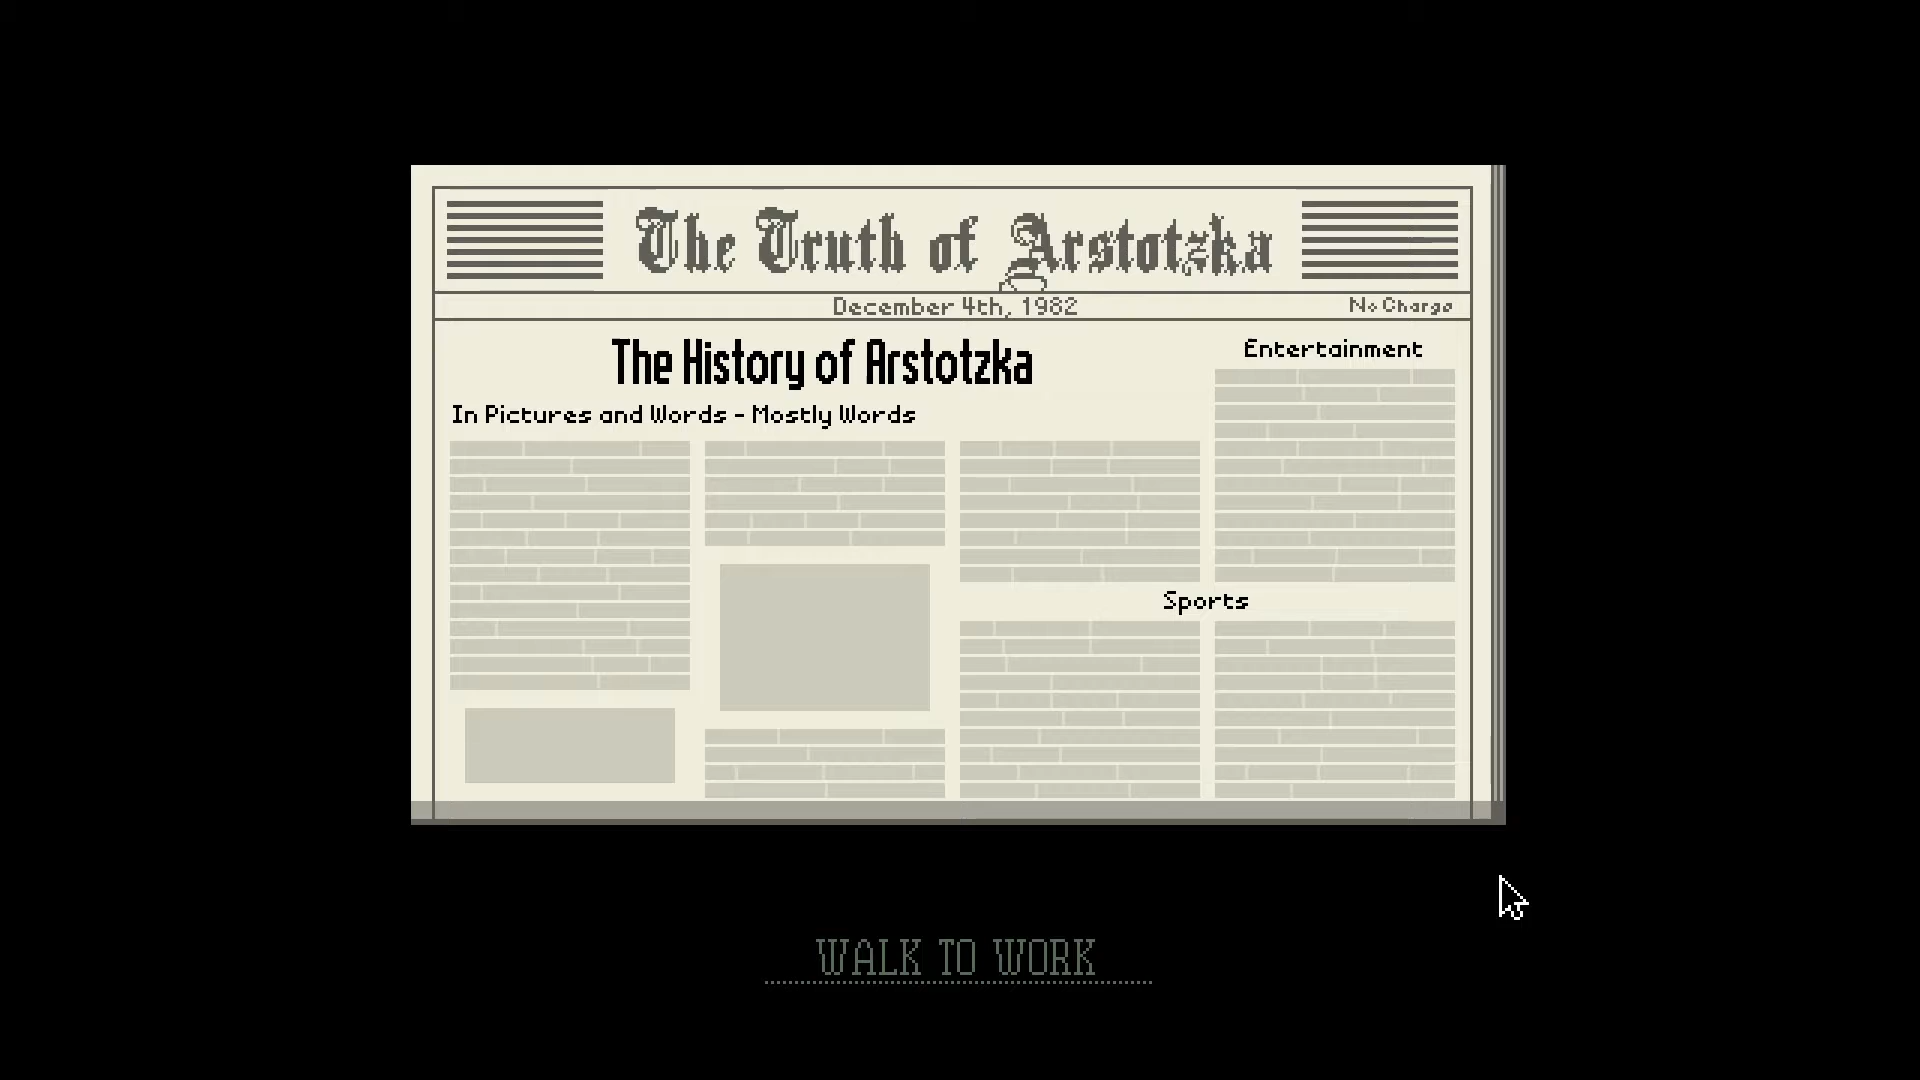 The Truth of Arstotzka
December 4th, 1982
No Charge
The History of Arstotzka
In Pictures and Words - Mostly Words
Entertainment
Sports
WALK TO WORK